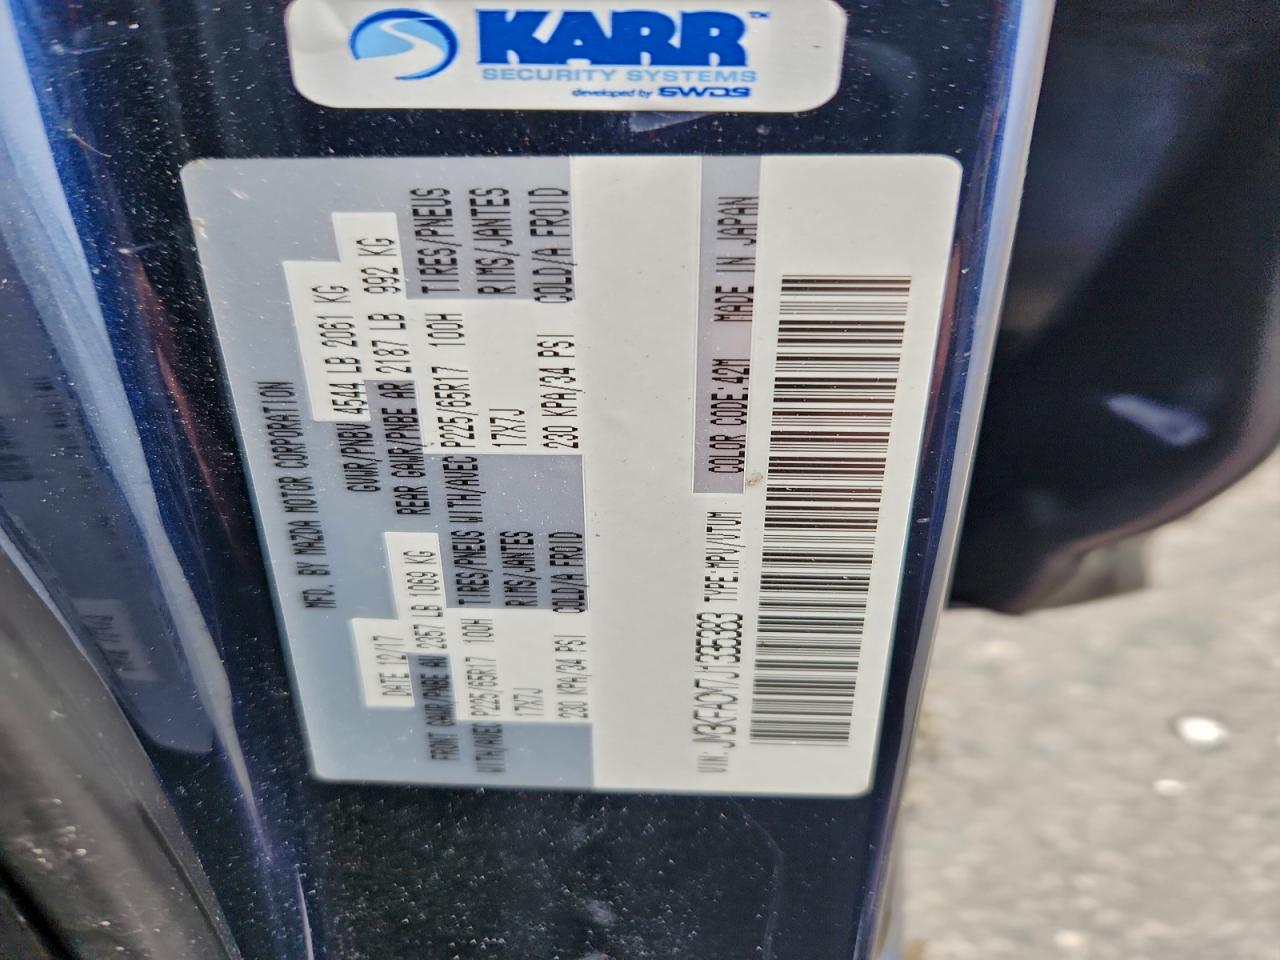 KARR™
SECURITY SYSTEMS
developed by SWDS
MFD. BY MAZDA MOTOR CORPORATION
DATE 12/17
GVWR/PNBV 4544 LB 2061 KG
FRNT GAWR/PNBE AV 2357 LB 1069 KG
REAR GAWR/PNBE AR 2187 LB 992 KG
WITH/AVEC P225/65R17 100H TIRES/PNEUS
17X7J RIMS/JANTES
230 KPA/34 PSI COLD/A FROID
WITH/AVEC P225/65R17 100H TIRES/PNEUS
17X7J RIMS/JANTES
230 KPA/34 PSI COLD/A FROID
COLOR CODE:42M MADE IN JAPAN
VIN: TYPE:MPV/VTUM